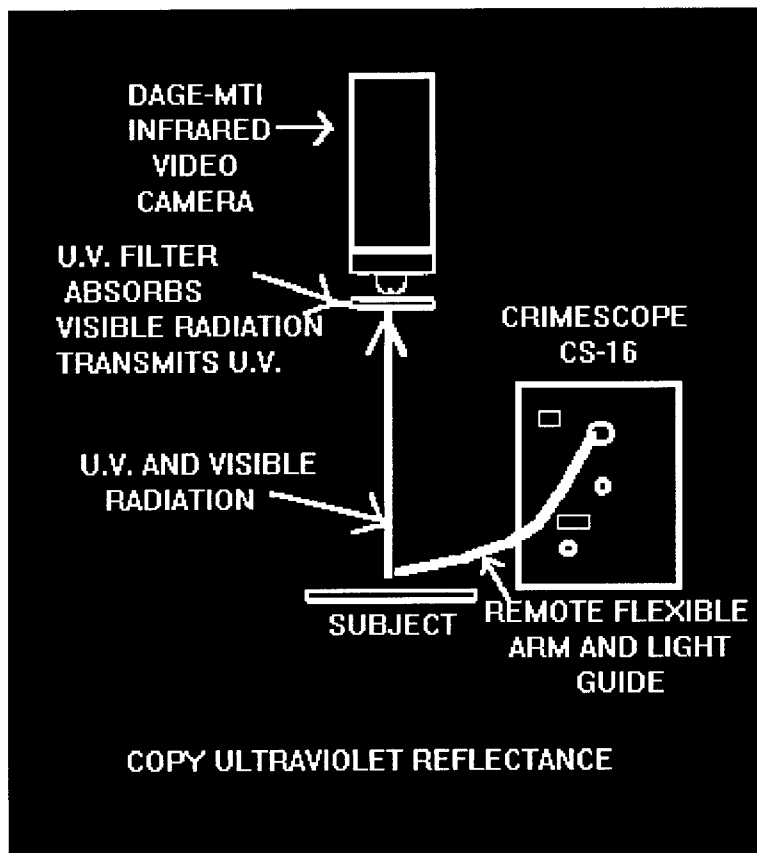 DAGE-MTI
INFRARED
VIDEO
CAMERA
U.V. FILTER
ABSORBS
VISIBLE RADIATION
TRANSMITS U.V.
CRIMESCOPE
CS-16
U.V. AND VISIBLE
RADIATION
SUBJECT
REMOTE FLEXIBLE
ARM AND LIGHT
GUIDE
COPY ULTRAVIOLET REFLECTANCE